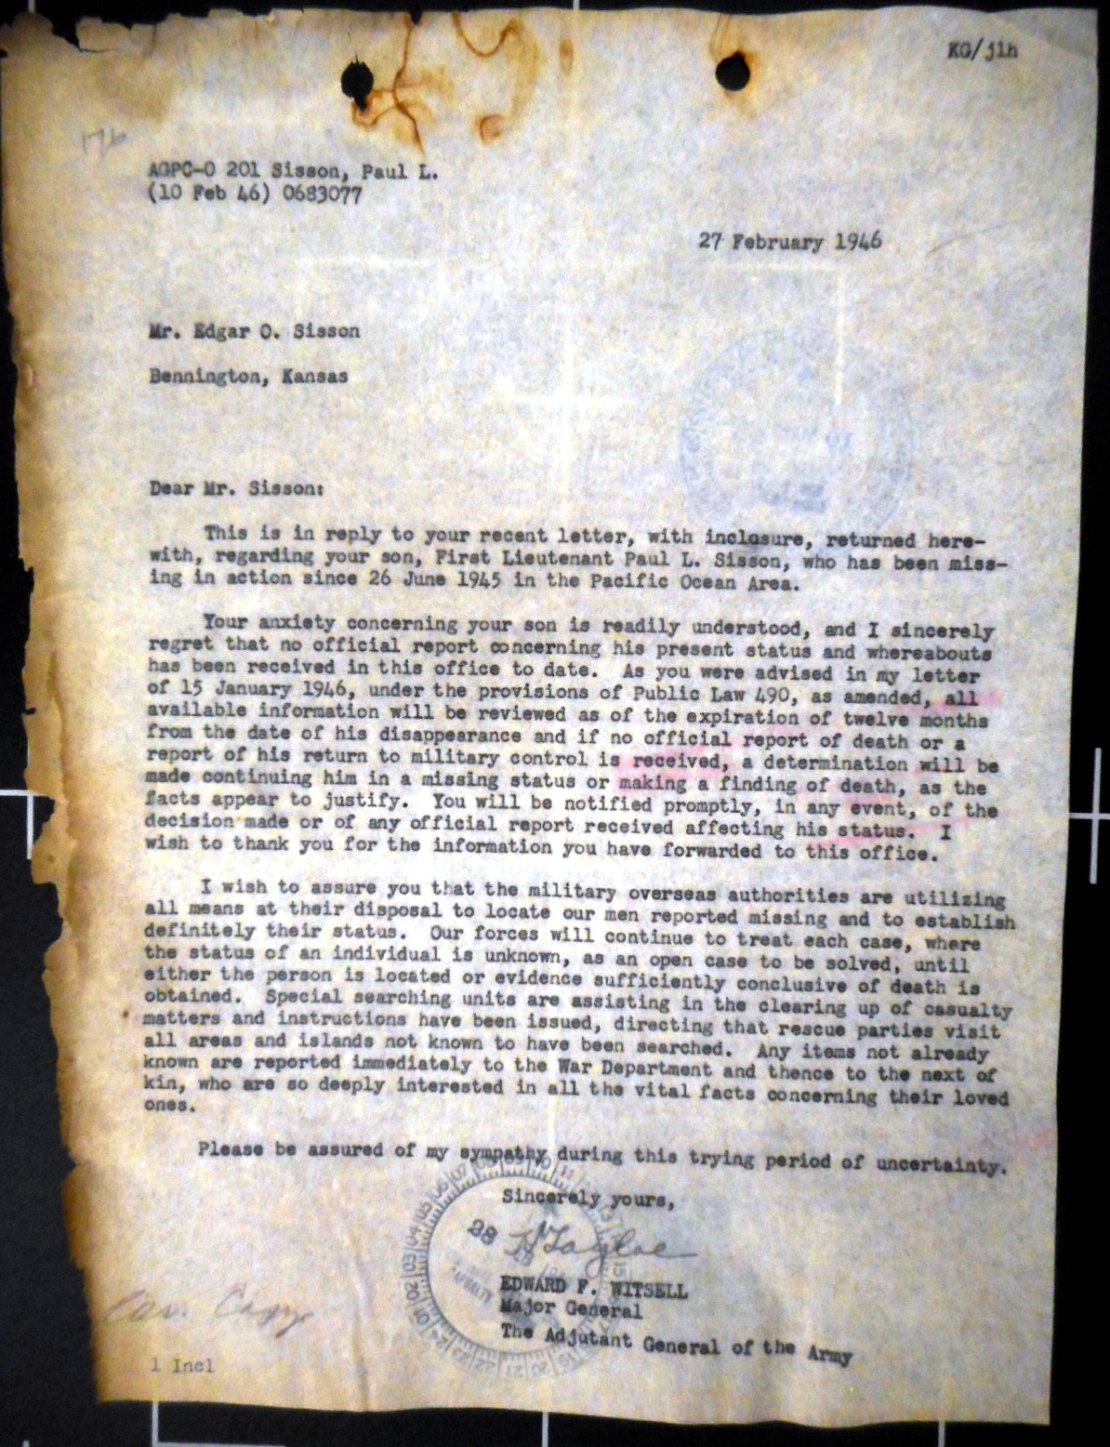 KG/jlh
176
AGPC-O 201 Sisson, Paul L.
(10 Feb 46) 0683077
27 February 1946
Mr. Edgar O. Sisson
Bennington, Kansas
Dear Mr. Sisson:
This is in reply to your recent letter, with inclosure, returned here-
with, regarding your son, First Lieutenant Paul L. Sisson, who has been miss-
ing in action since 26 June 1945 in the Pacific Ocean Area.
Your anxiety concerning your son is readily understood, and I sincerely
regret that no official report concerning his present status and whereabouts
has been received in this office to date. As you were advised in my letter
of 15 January 1946, under the provisions of Public Law 490, as amended, all
available information will be reviewed as of the expiration of twelve months
from the date of his disappearance and if no official report of death or a
report of his return to military control is received, a determination will be
made continuing him in a missing status or making a finding of death, as the
facts appear to justify. You will be notified promptly, in any event, of the
decision made or of any official report received affecting his status. I
wish to thank you for the information you have forwarded to this office.
I wish to assure you that the military overseas authorities are utilizing
all means at their disposal to locate our men reported missing and to establish
definitely their status. Our forces will continue to treat each case, where
the status of an individual is unknown, as an open case to be solved, until
either the person is located or evidence sufficiently conclusive of death is
obtained. Special searching units are assisting in the clearing up of casualty
matters and instructions have been issued, directing that rescue parties visit
all areas and islands not known to have been searched. Any items not already
known are reported immediately to the War Department and thence to the next of
kin, who are so deeply interested in all the vital facts concerning their loved
ones.
Please be assured of my sympathy during this trying period of uncertainty.
Sincerely yours,
28
EDWARD F. WITSELL
Major General
The Adjutant General of the Army
Copy
1 Incl